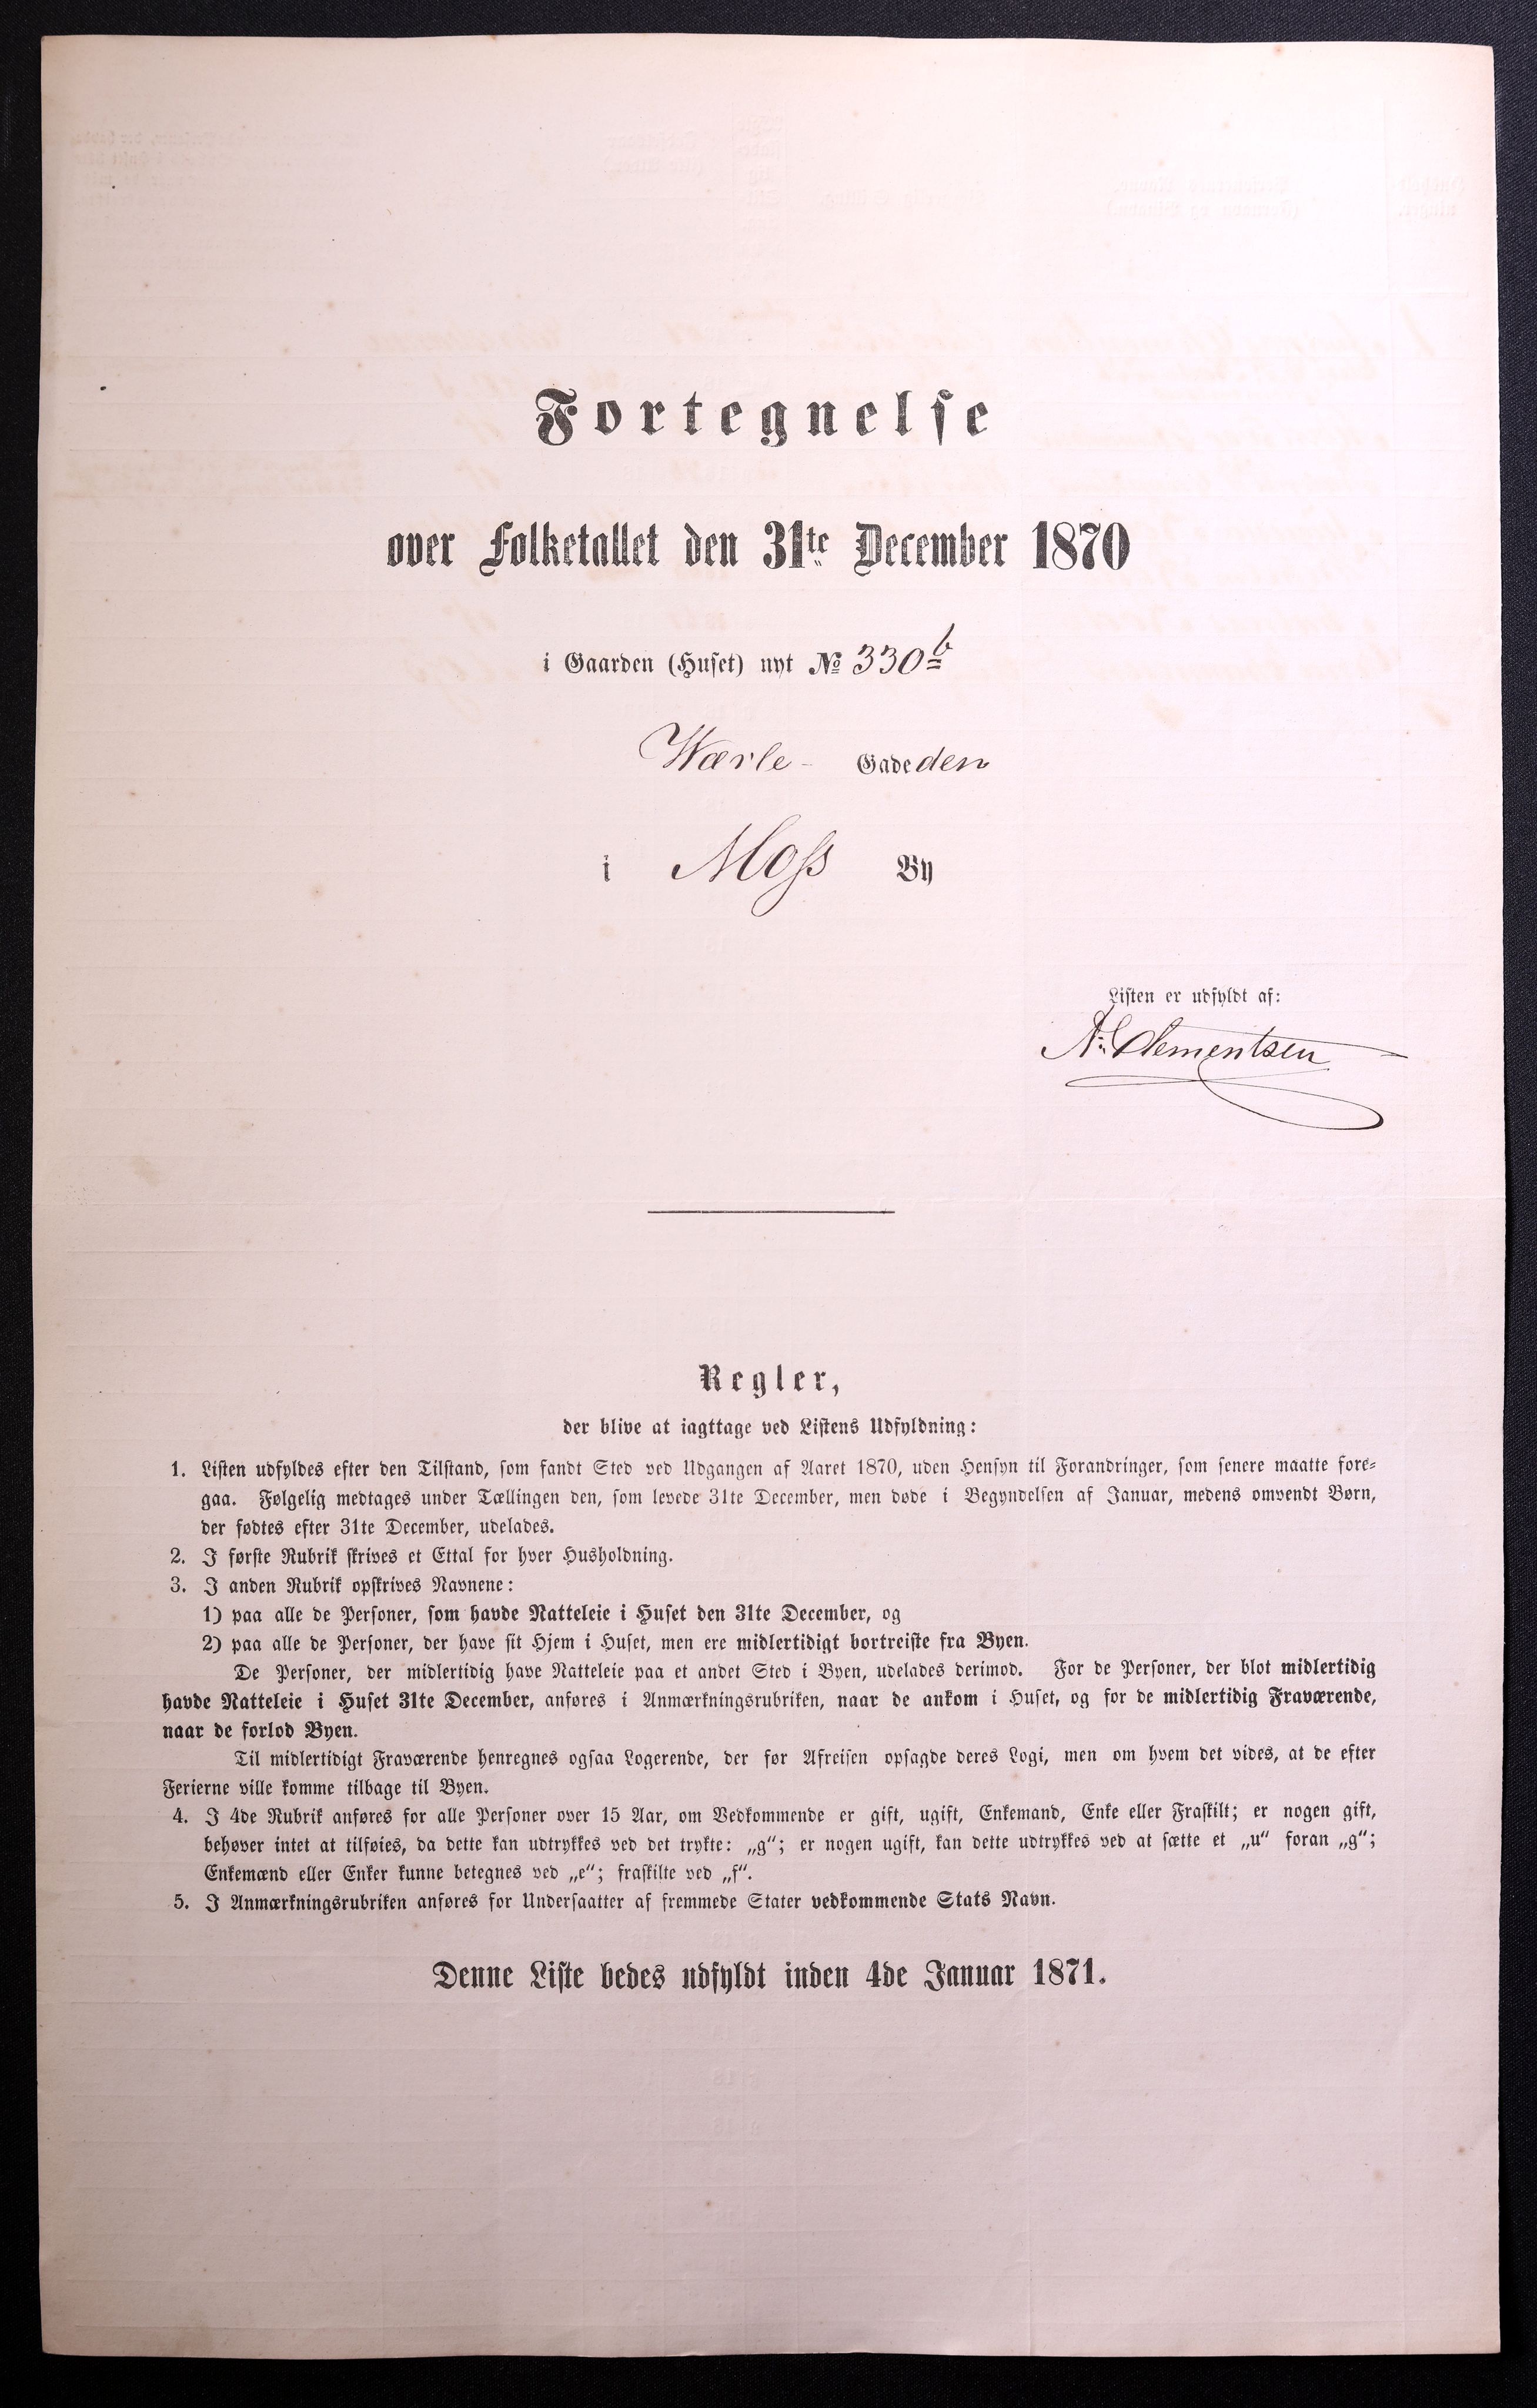 Fortegnelse
over Folketallet den 31te December 1870
i Gaarden (Huset) nyt № 330b
Værle- Gade den
i Moss By
Listen er udfyldt af:
N. Clementsen
Regler,
der blive at iagttage ved Listens Udfyldning:
1. Listen udfyldes efter den Tilstand, som fandt Sted ved Udgangen af Aaret 1870, uden Hensyn til Forandringer, som senere maatte fore-
gaa. Følgelig medtages under Tællingen den, som levede 31te December, men døde i Begyndelsen af Januar, medens omvendt Børn,
der fødtes efter 31te December, udelades.
2. I første Rubrik skrives et Ettal for hver Husholdning.
3. I anden Rubrik opskrives Navnene:
1) paa alle de Personer, som havde Natteleie i Huset den 31te December, og
2) paa alle de Personer, der have sit Hjem i Huset, men ere midlertidigt bortreiste fra Byen.
De Personer, der midlertidig have Natteleie paa et andet Sted i Byen, udelades derimod. For de Personer, der blot midlertidig
havde Natteleie i Huset 31te December, anføres i Anmærkningsrubriken, naar de ankom i Huset, og for de midlertidig Fraværende,
naar de forlod Byen.
Til midlertidigt Fraværende henregnes ogsaa Logerende, der før Afreisen opsagde deres Logi, men om hvem det vides, at de efter
Ferierne ville komme tilbage til Byen.
4. I 4de Rubrik anføres for alle Personer over 15 Aar, om Vedkommende er gift, ugift, Enkemand, Enke eller Fraskilt; er nogen gift,
behøver intet at tilføies, da dette kan udtrykkes ved det trykte: „g“; er nogen ugift, kan dette udtrykkes ved at sætte et „u“ foran „g“;
Enkemænd eller Enker kunne betegnes ved „e“; fraskilte ved „f“.
5. I Anmærkningsrubriken anføres for Undersaatter af fremmede Stater vedkommende Stats Navn.
Denne Liste bedes udfyldt inden 4de Januar 1871.